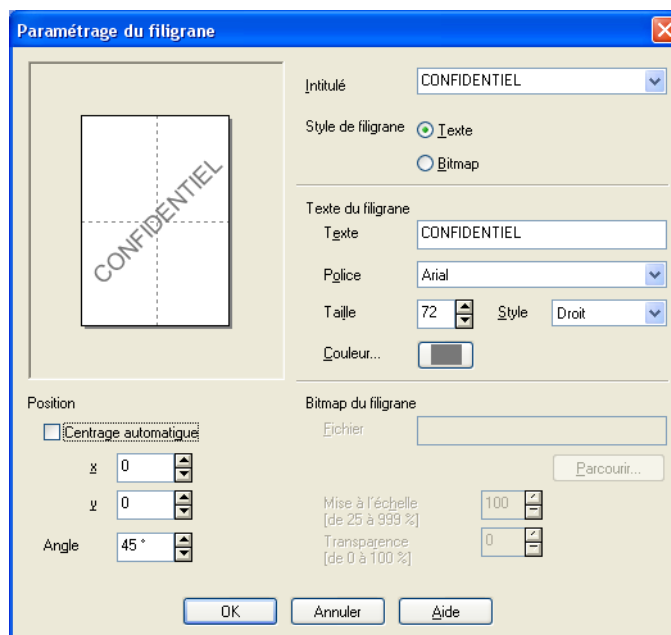 Paramétrage du filigrane
CONFIDENTIEL
Intitulé
CONFIDENTIEL
Style de filigrane
Texte
Bitmap
Texte du filigrane
Texte
CONFIDENTIEL
Police
Arial
Taille
72
Style
Droit
Couleur...
Position
Centrage automatique
x
0
y
0
Angle
45 °
Bitmap du filigrane
Fichier
Parcourir...
Mise à l'échelle
[de 25 à 999 %]
100
Transparence
[de 0 à 100 %]
0
OK
Annuler
Aide